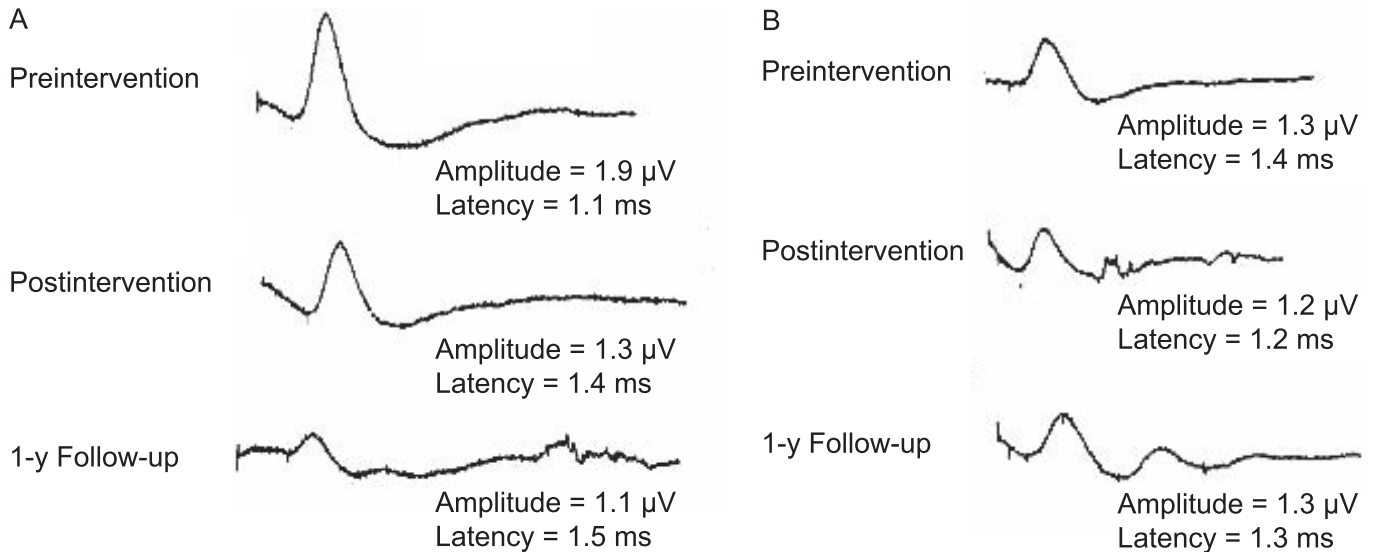 A
Preintervention
Amplitude = 1.9 µV
Latency = 1.1 ms
Postintervention
Amplitude = 1.3 µV
Latency = 1.4 ms
1-y Follow-up
Amplitude = 1.1 µV
Latency = 1.5 ms
B
Preintervention
Amplitude = 1.3 µV
Latency = 1.4 ms
Postintervention
Amplitude = 1.2 µV
Latency = 1.2 ms
1-y Follow-up
Amplitude = 1.3 µV
Latency = 1.3 ms